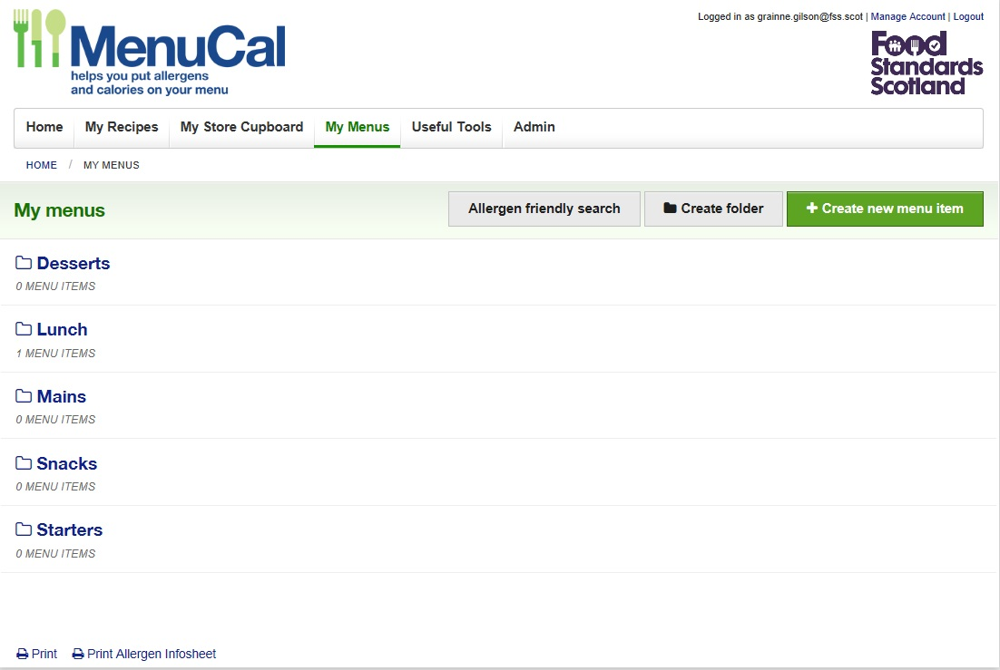 Logged in as grainne.gilson@fss.scot | Manage Account | Logout
MenuCal
helps you put allergens
and calories on your menu
Food
Standards
Scotland
Home My Recipes My Store Cupboard My Menus Useful Tools Admin
HOME / MY MENUS
My menus Allergen friendly search Create folder Create new menu item
Desserts
0 MENU ITEMS
Lunch
1 MENU ITEMS
Mains
0 MENU ITEMS
Snacks
0 MENU ITEMS
Starters
0 MENU ITEMS
Print Print Allergen Infosheet